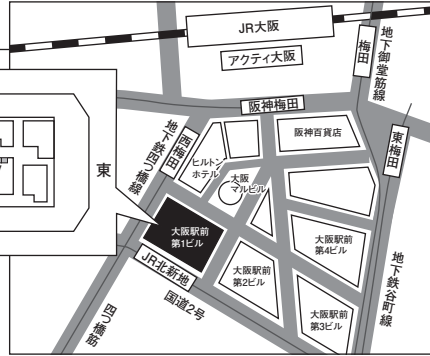 JR大阪
アクティ大阪
梅田
地下御堂筋線
阪神梅田
阪神百貨店
東梅田
西梅田
地下鉄四つ橋線
ヒルトン
ホテル
大阪
マルビル
東
大阪駅前
第1ビル
大阪駅前
第4ビル
JR北新地
大阪駅前
第2ビル
地下鉄谷町線
国道2号
大阪駅前
第3ビル
四つ橋筋